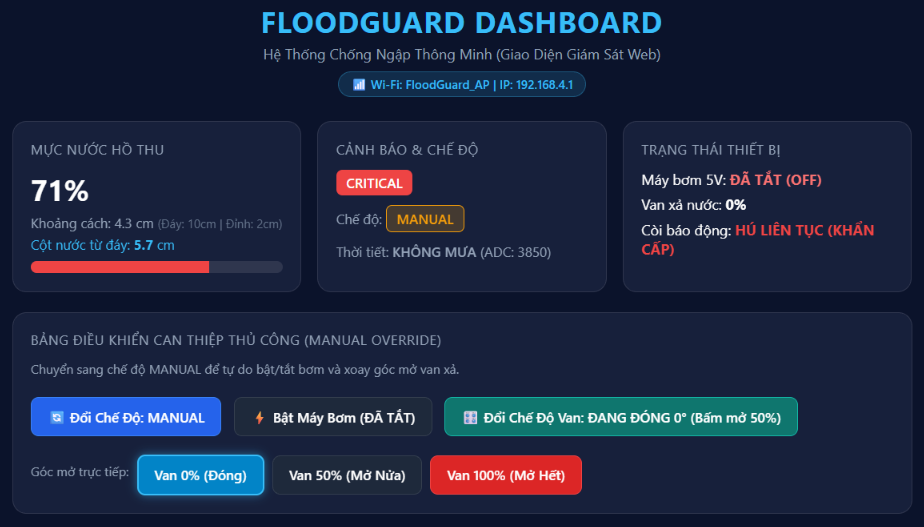 FLOODGUARD DASHBOARD
Hệ Thống Chống Ngập Thông Minh (Giao Diện Giám Sát Web)
📶 Wi-Fi: FloodGuard_AP | IP: 192.168.4.1
MỰC NƯỚC HỒ THU
71%
Khoảng cách: 4.3 cm (Đáy: 10cm | Đỉnh: 2cm)
Cột nước từ đáy: 5.7 cm
CẢNH BÁO & CHẾ ĐỘ
CRITICAL
Chế độ: MANUAL
Thời tiết: KHÔNG MƯA (ADC: 3850)
TRẠNG THÁI THIẾT BỊ
Máy bơm 5V: ĐÃ TẮT (OFF)
Van xả nước: 0%
Còi báo động: HÚ LIÊN TỤC (KHẨN
CẤP)
BẢNG ĐIỀU KHIỂN CAN THIỆP THỦ CÔNG (MANUAL OVERRIDE)
Chuyển sang chế độ MANUAL để tự do bật/tắt bơm và xoay góc mở van xả.
🔄 Đổi Chế Độ: MANUAL
⚡ Bật Máy Bơm (ĐÃ TẮT)
🎛️ Đổi Chế Độ Van: ĐANG ĐÓNG 0° (Bấm mở 50%)
Góc mở trực tiếp:
Van 0% (Đóng)
Van 50% (Mở Nửa)
Van 100% (Mở Hết)